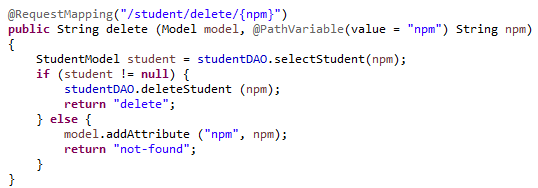 @RequestMapping("/student/delete/{npm}")
public String delete (Model model, @PathVariable(value = "npm") String npm)
{
    StudentModel student = studentDAO.selectStudent(npm);
    if (student != null) {
        studentDAO.deleteStudent (npm);
        return "delete";
    } else {
        model.addAttribute ("npm", npm);
        return "not-found";
    }
}